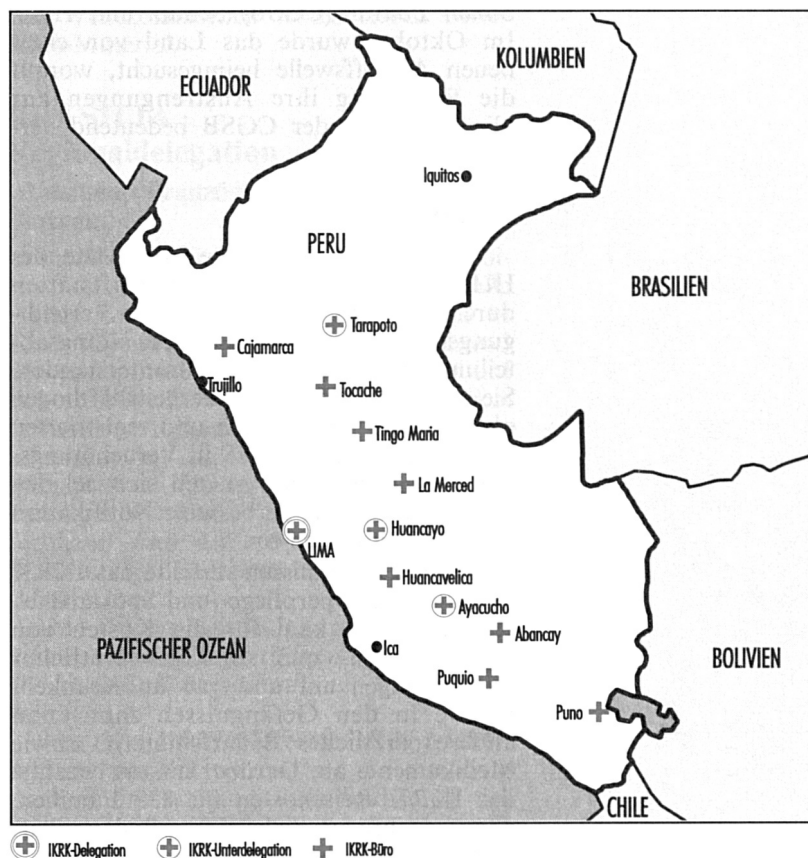 KOLUMBIEN
ECUADOR
Iquitos
PERU
BRASILIEN
Tarapoto
Cajamarca
Trujillo
Tocache
Tingo Maria
La Merced
Huancayo
LIMA
Huancavelica
Ayacucho
Abancay
Ica
PAZIFISCHER OZEAN
BOLIVIEN
Puquio
Puno
CHILE
IKRK-Delegation IKRK-Unterdelegation IKRK-Büro